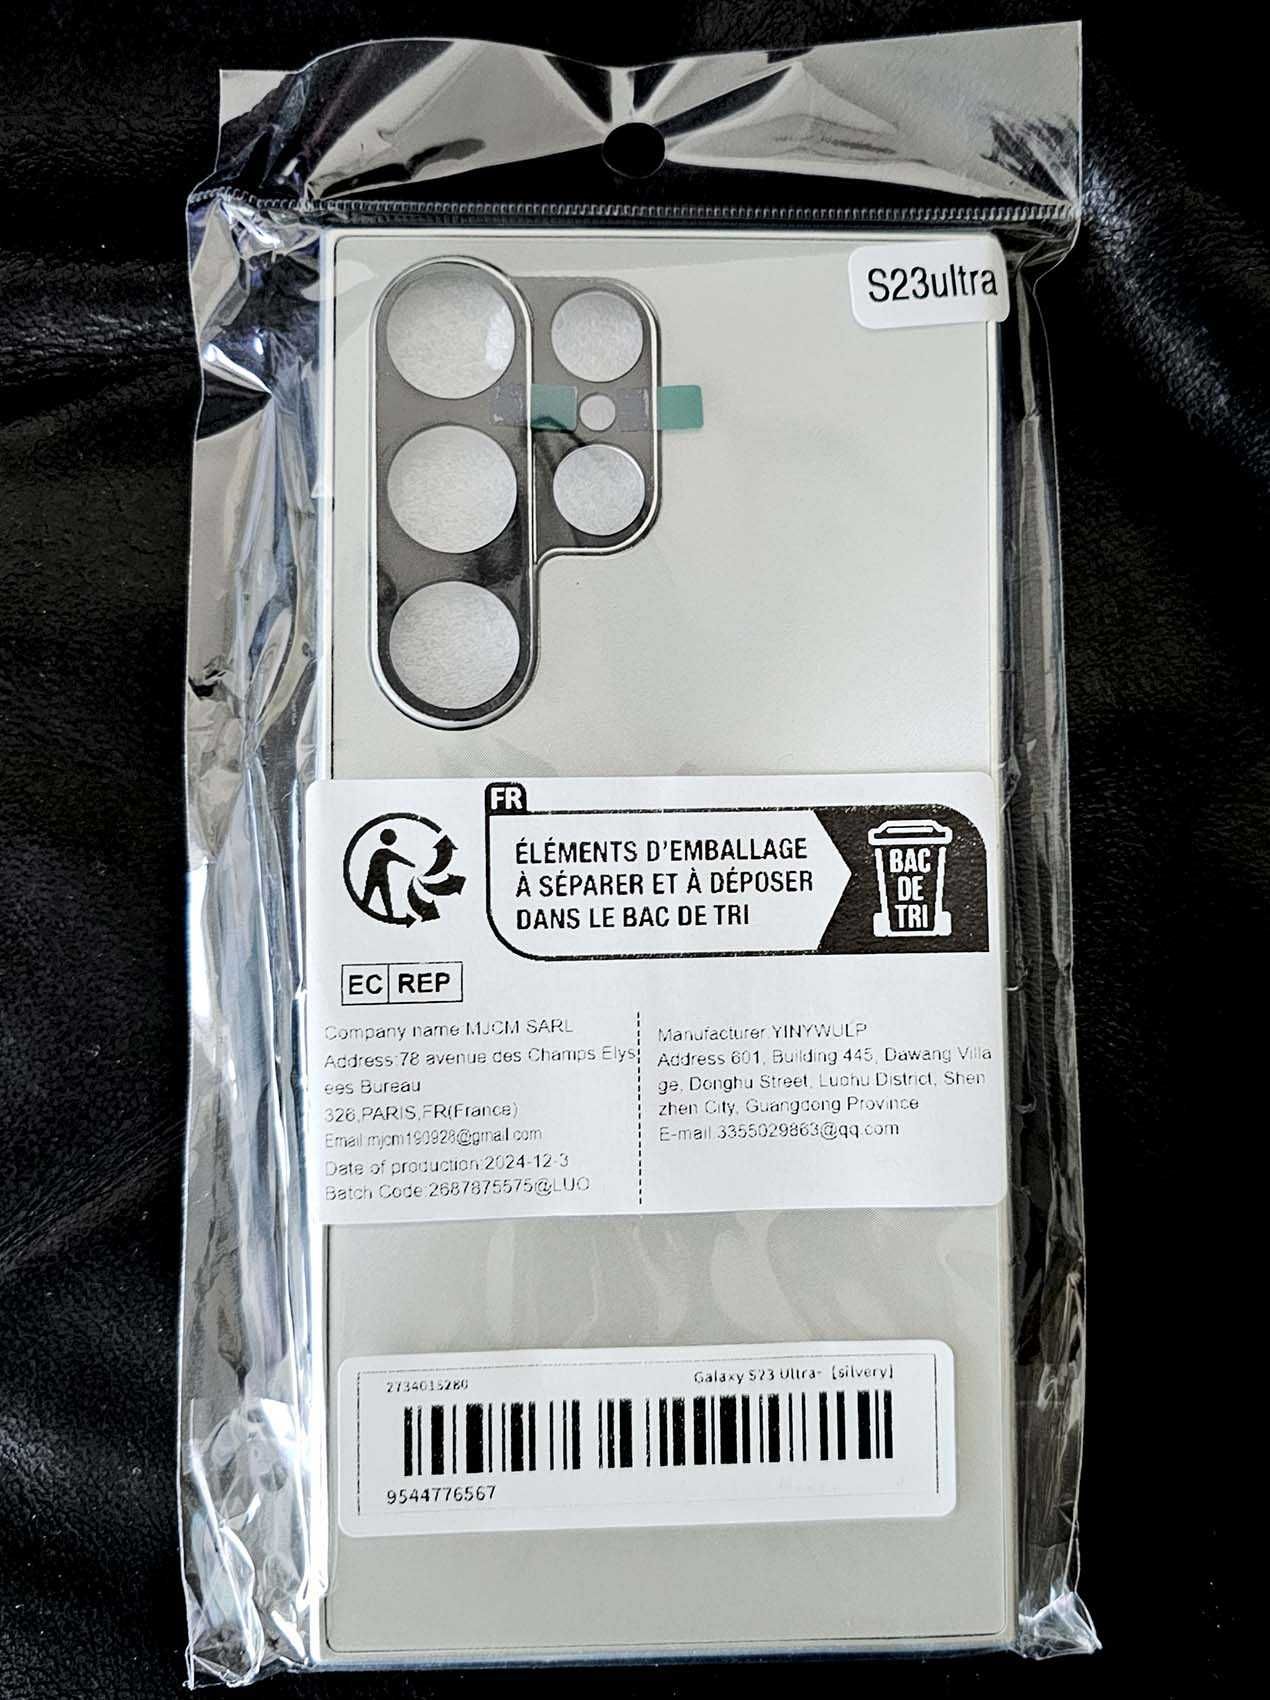 S23ultra
FR
ÉLÉMENTS D'EMBALLAGE
À SÉPARER ET À DÉPOSER
DANS LE BAC DE TRI
BAC
DE
TRI
EC REP
Company name MJCM SARL
Address:78 avenue des Champs Elys
ees Bureau
326,PARIS,FR(France)
Email:mjcm190928@gmail.com
Date of production:2024-12-3
Batch Code:2687875575@LUO
Manufacturer:YINYWULP
Address:601, Building 445, Dawang Villa
ge, Donghu Street, Luohu District, Shen
zhen City, Guangdong Province
E-mail:3355029863@qq.com
2734015280
Galaxy S23 Ultra-【silvery】
9544776567